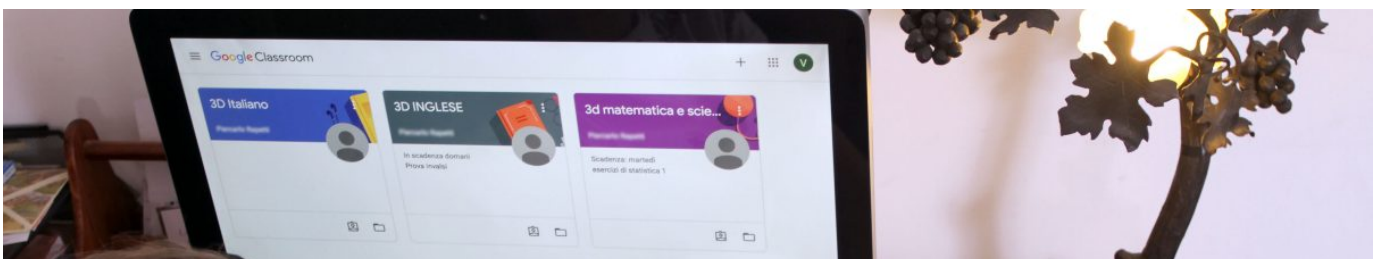 Google Classroom
V
3D Italiano
3D INGLESE
In scadenza domani
Prova invalsi
3d matematica e scie...
Scadenza: martedì
esercizi di statistica 1